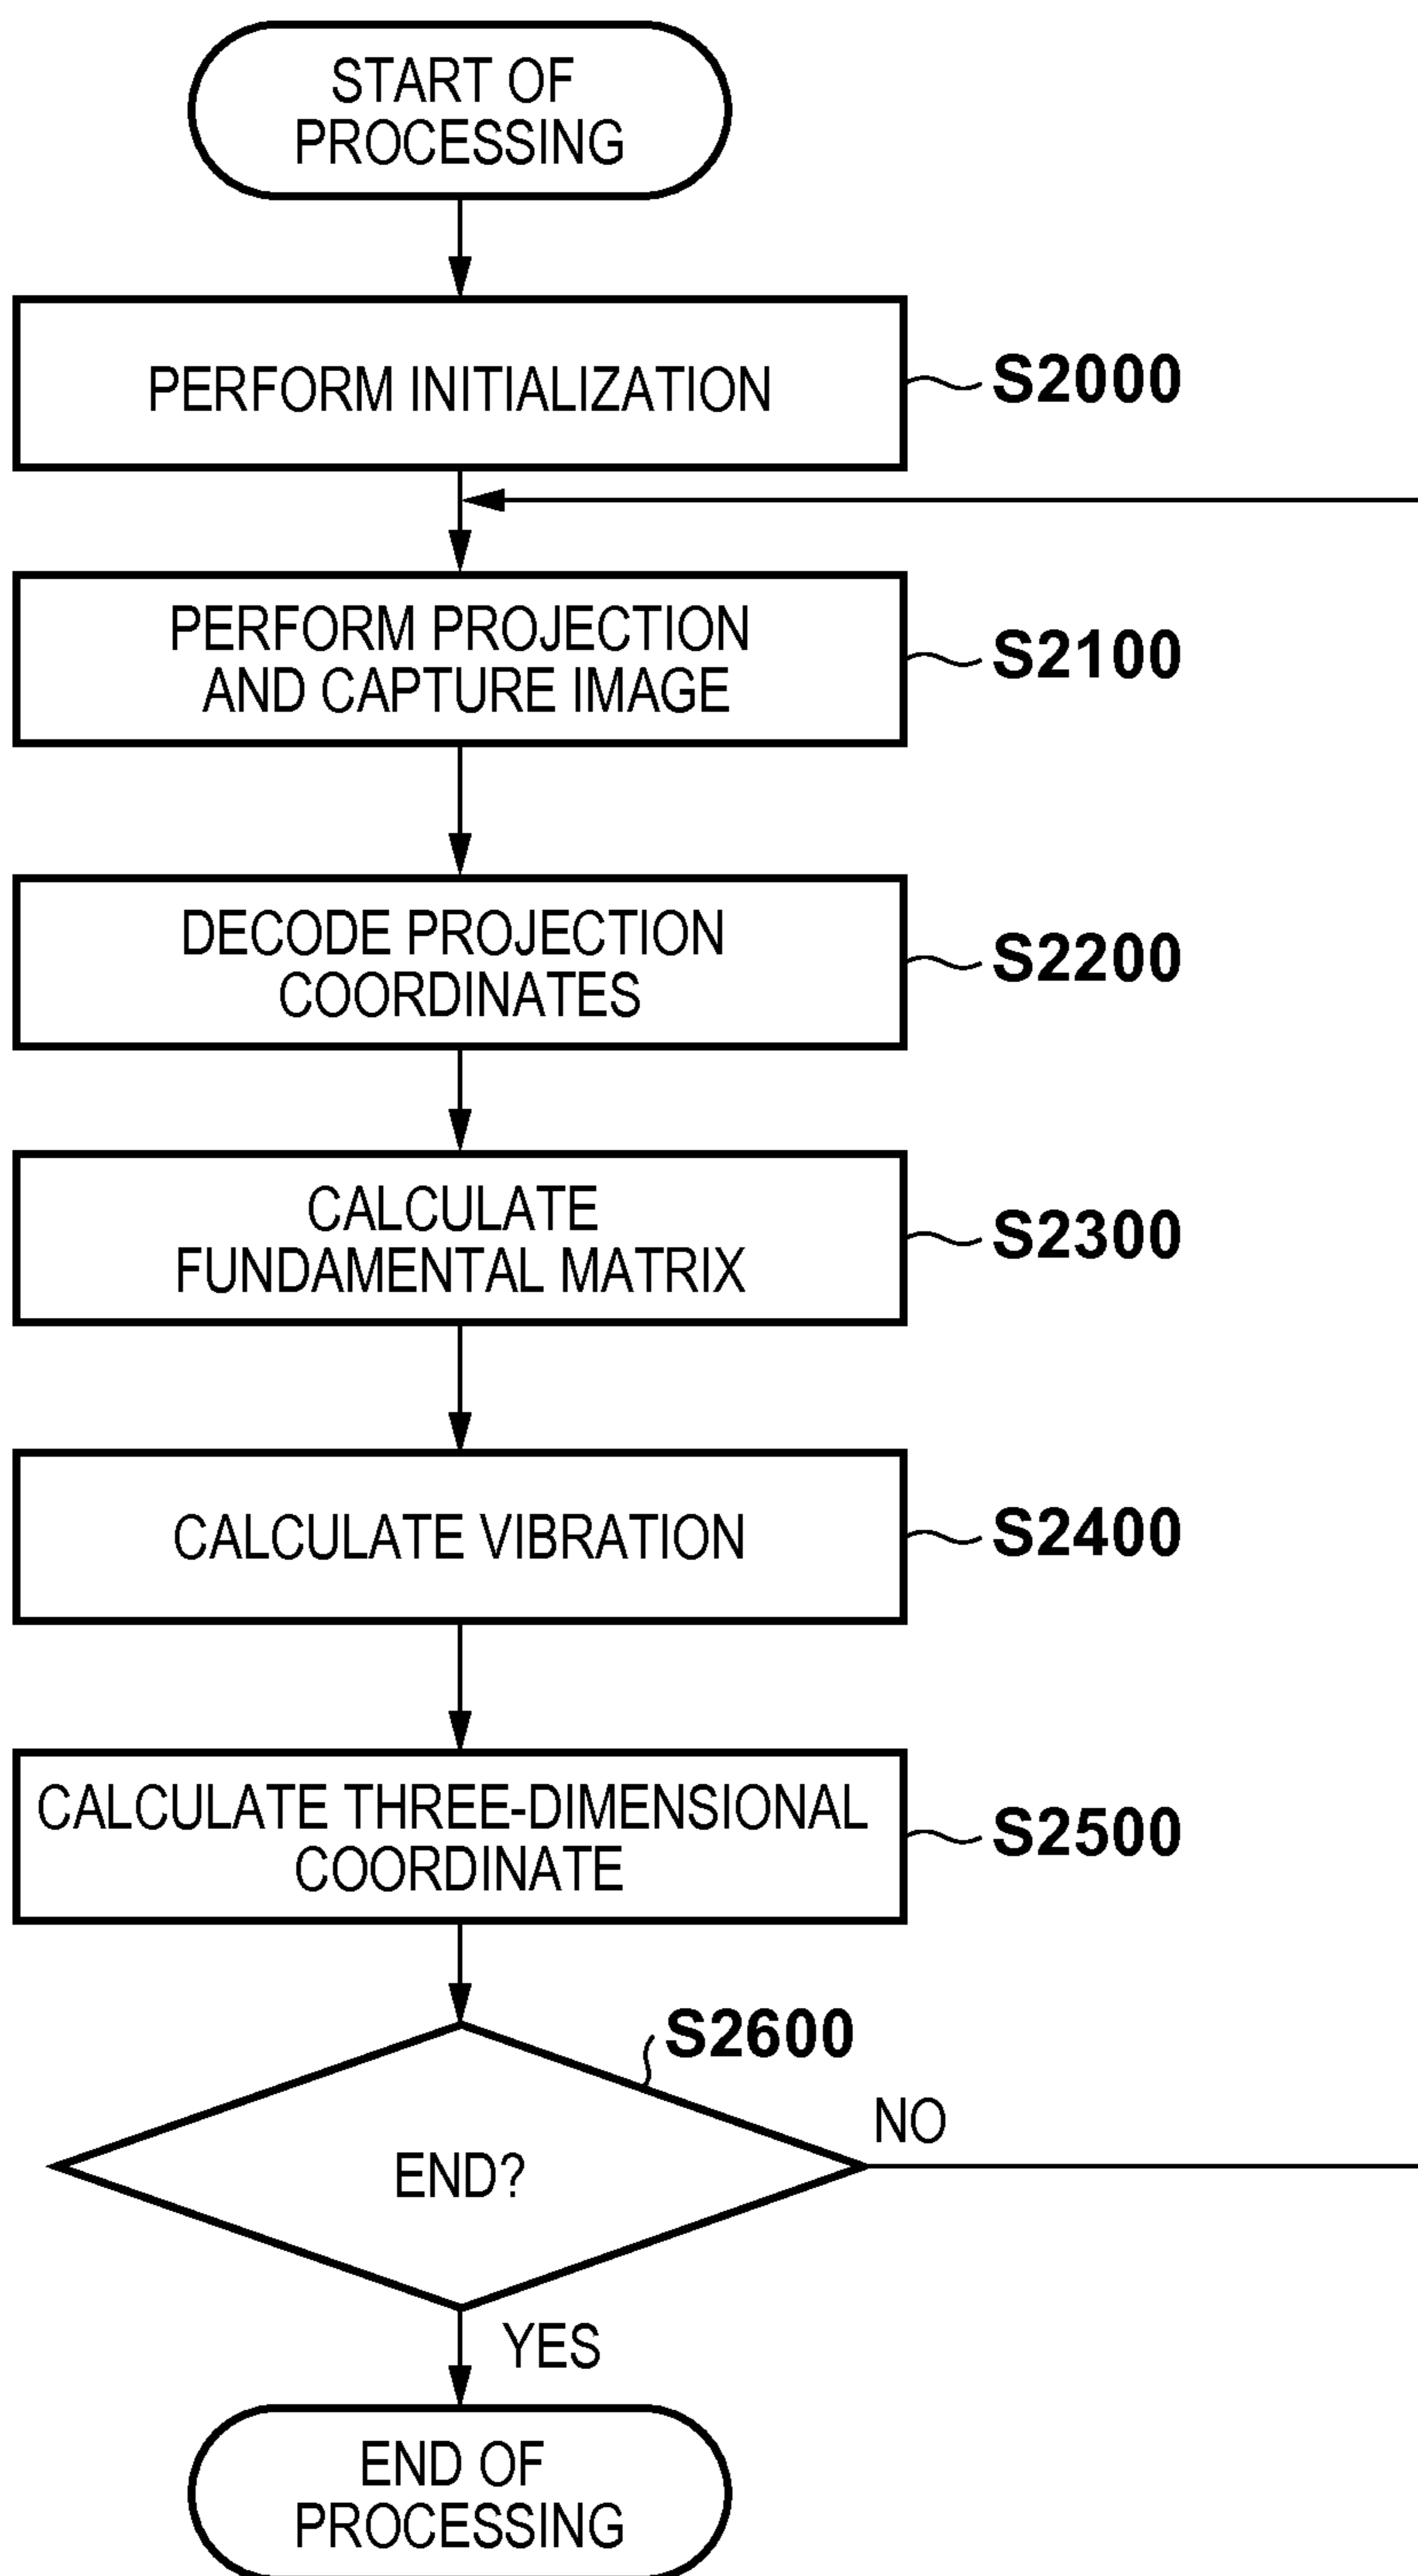 START OF
PROCESSING
PERFORM INITIALIZATION
S2000
PERFORM PROJECTION
AND CAPTURE IMAGE
S2100
DECODE PROJECTION
COORDINATES
S2200
CALCULATE
FUNDAMENTAL MATRIX
S2300
CALCULATE VIBRATION
S2400
CALCULATE THREE-DIMENSIONAL
COORDINATE
S2500
S2600
NO
END?
YES
END OF
PROCESSING